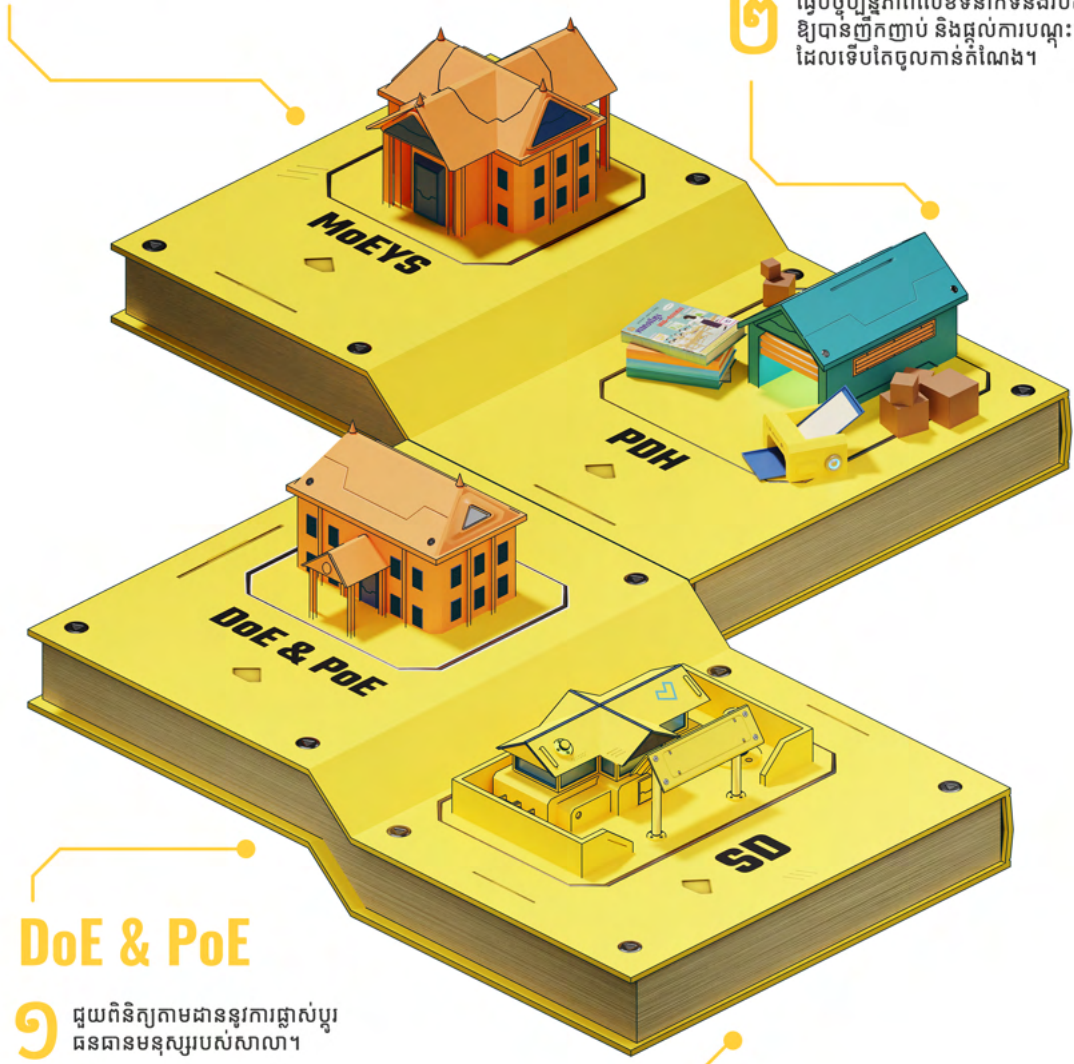 ២
ឱ្យបានញឹកញាប់ និងផ្តល់ការបណ្តុះ
ដែលទើបតែចូលកាន់តំណែង។
MoEYS
PDH
DoE & PoE
SD
DoE & PoE
១
ជួយពិនិត្យតាមដាននូវការផ្លាស់ប្តូរ
ធនធានមនុស្សរបស់សាលា។